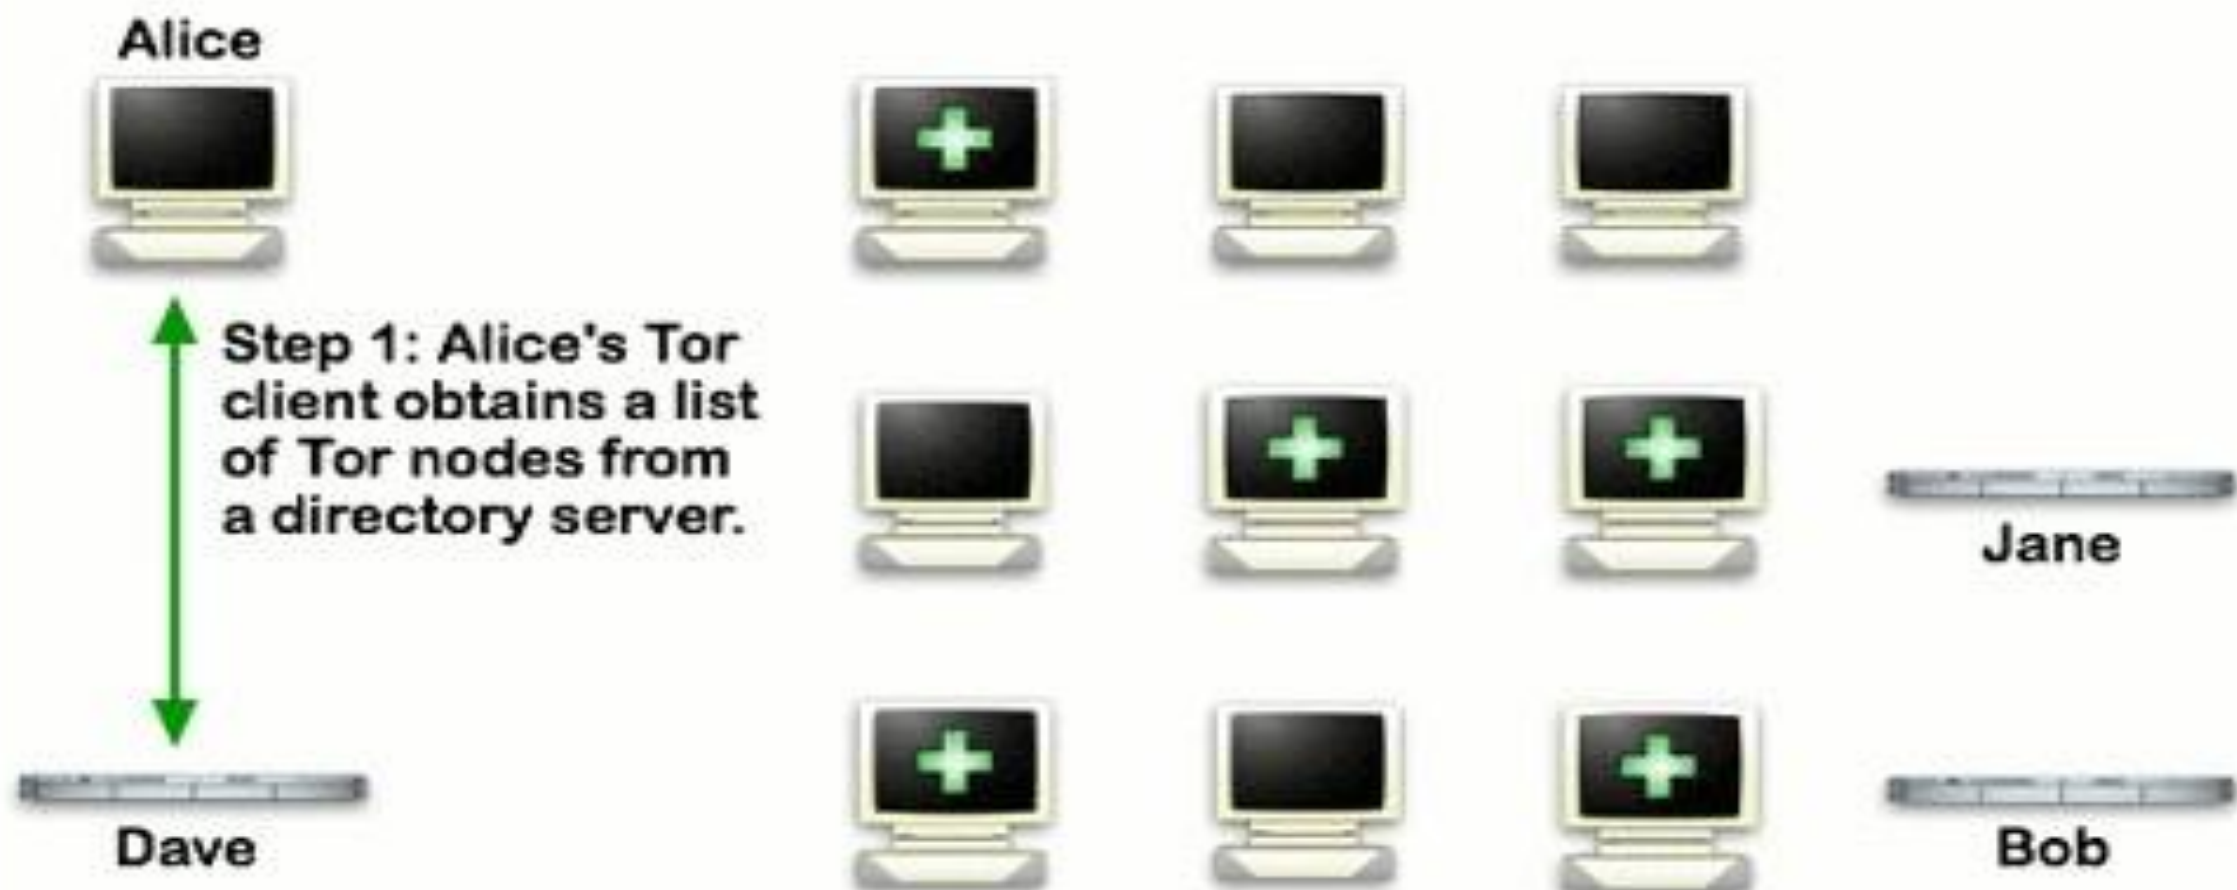 Alice
Step 1: Alice's Tor
client obtains a list
of Tor nodes from
a directory server.
Jane
Dave
Bob